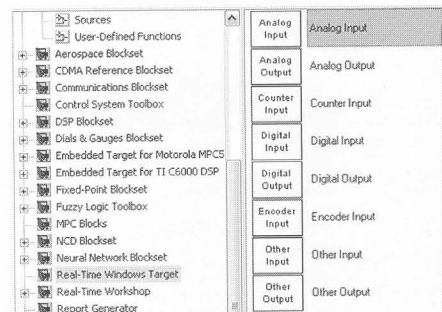 Sources
User-Defined Functions
Aerospace Blockset
CDMA Reference Blockset
Communications Blockset
Control System Toolbox
DSP Blockset
Dials & Gauges Blockset
Embedded Target for Motorola MPC5
Embedded Target for TI C6000 DSP
Fixed-Point Blockset
Fuzzy Logic Toolbox
MPC Blocks
NCD Blockset
Neural Network Blockset
Real-Time Windows Target
Real-Time Workshop
Report Generator
Analog
Input
Analog Input
Analog
Output
Analog Output
Counter
Input
Counter Input
Digital
Input
Digital Input
Digital
Output
Digital Output
Encoder
Input
Encoder Input
Other
Input
Other Input
Other
Output
Other Output